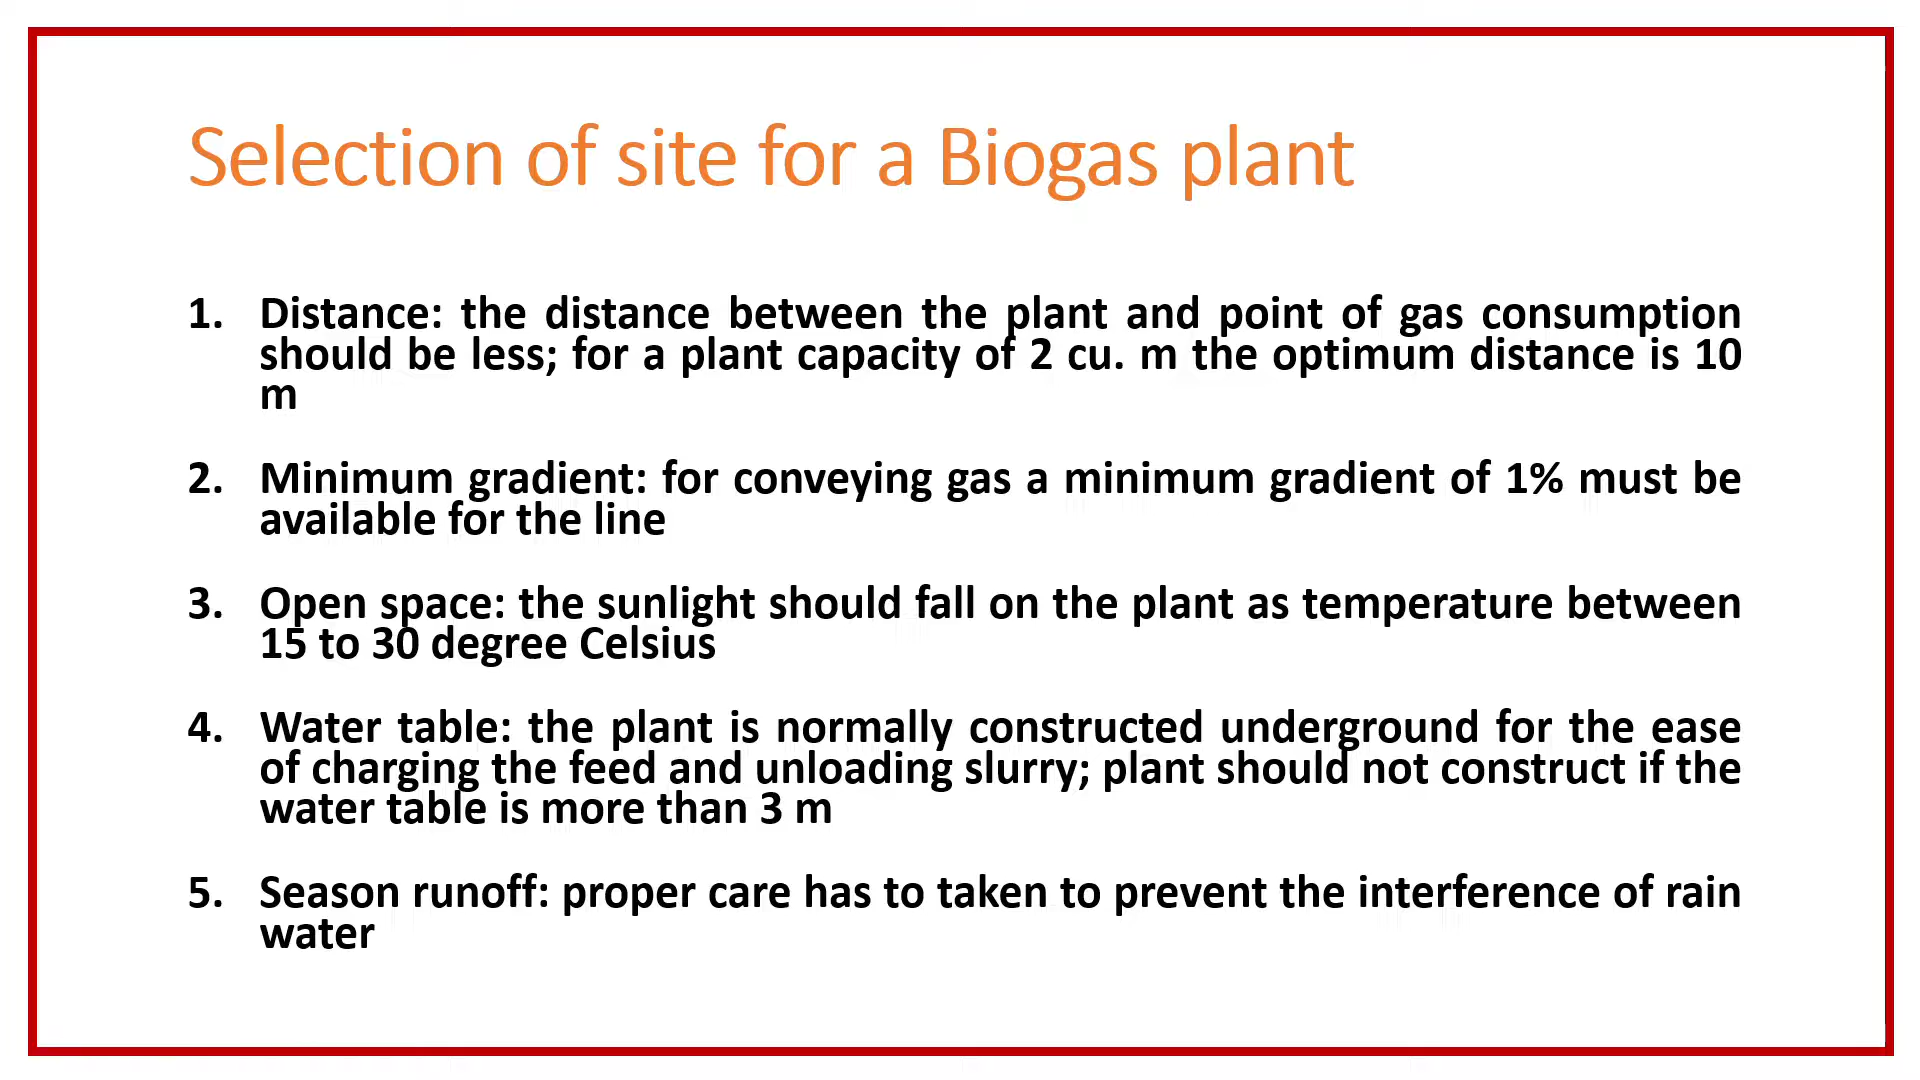 Selection of site for a Biogas plant
1. Distance: the distance between the plant and point of gas consumption
should be less; for a plant capacity of 2 cu. m the optimum distance is 10
m
2. Minimum gradient: for conveying gas a minimum gradient of 1% must be
available for the line
3. Open space: the sunlight should fall on the plant as temperature between
15 to 30 degree Celsius
4. Water table: the plant is normally constructed underground for the ease
of charging the feed and unloading slurry; plant should not construct if the
water table is more than 3 m
5. Season runoff: proper care has to taken to prevent the interference of rain
water